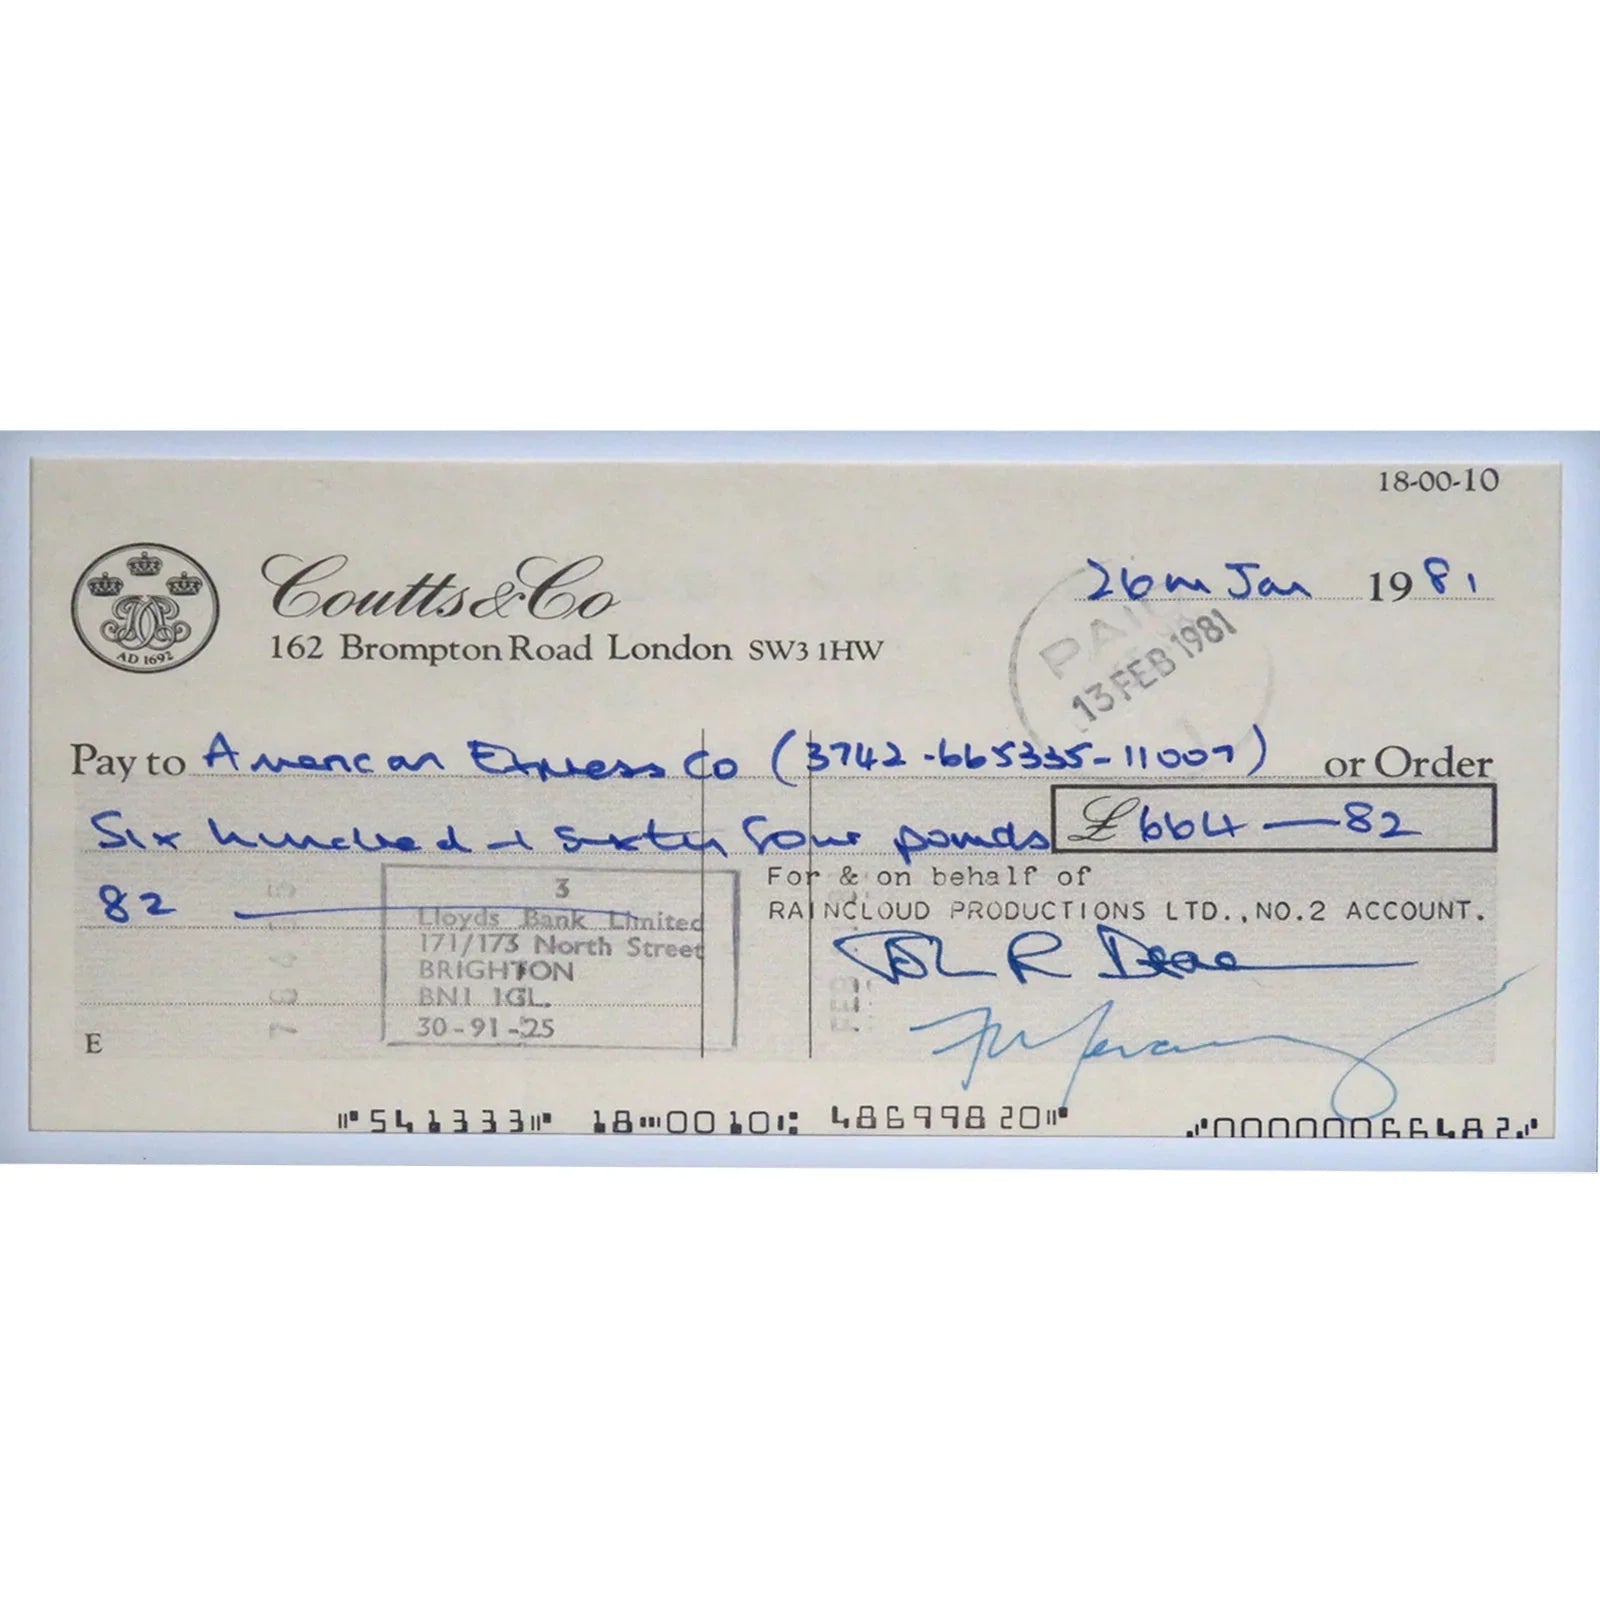 18-00-10
Coutts & Co
162 Brompton Road London SW3 1HW
AD 1692
26th Jan 1981
PAID
13 FEB 1981
Pay to American Express Co (3742-665335-11007) or Order
Six hundred & sixty four pounds £664—82
82
For & on behalf of
RAINCLOUD PRODUCTIONS LTD., NO.2 ACCOUNT.
3
Lloyds Bank Limited
171/173 North Street
BRIGHTON
BN1 1GL.
30-91-25
E
541333 18 0010 48699820 0000066482